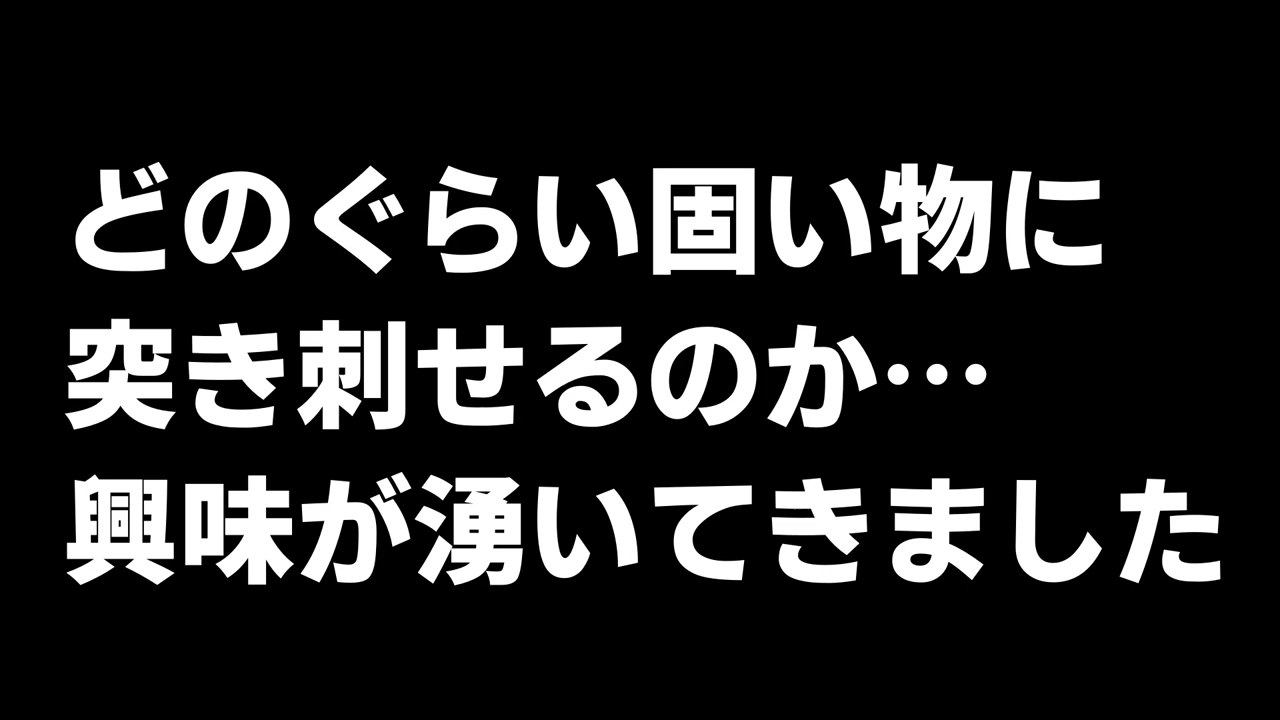 どのぐらい固い物に
突き刺せるのか…
興味が湧いてきました